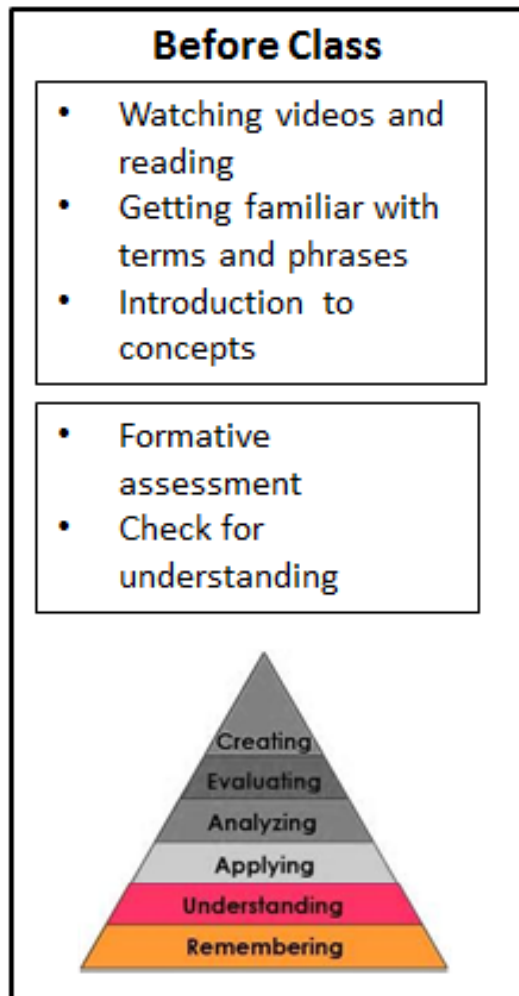 Before Class
• Watching videos and
reading
• Getting familiar with
terms and phrases
• Introduction to
concepts
• Formative
assessment
• Check for
understanding
Creating
Evaluating
Analyzing
Applying
Understanding
Remembering